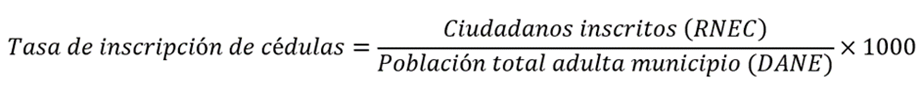 Tasa de inscripción de cédulas = Ciudadanos inscritos (RNEC) / Población total adulta municipio (DANE) × 1000